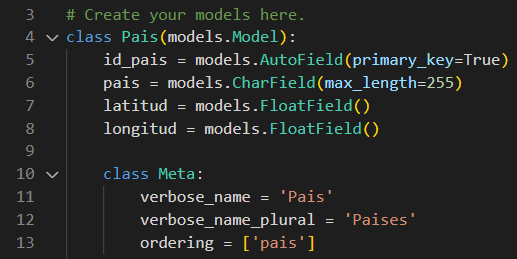 3 # Create your models here.
4 class Pais(models.Model):
5 id_pais = models.AutoField(primary_key=True)
6 pais = models.CharField(max_length=255)
7 latitud = models.FloatField()
8 longitud = models.FloatField()
9
10 class Meta:
11 verbose_name = 'Pais'
12 verbose_name_plural = 'Paises'
13 ordering = ['pais']